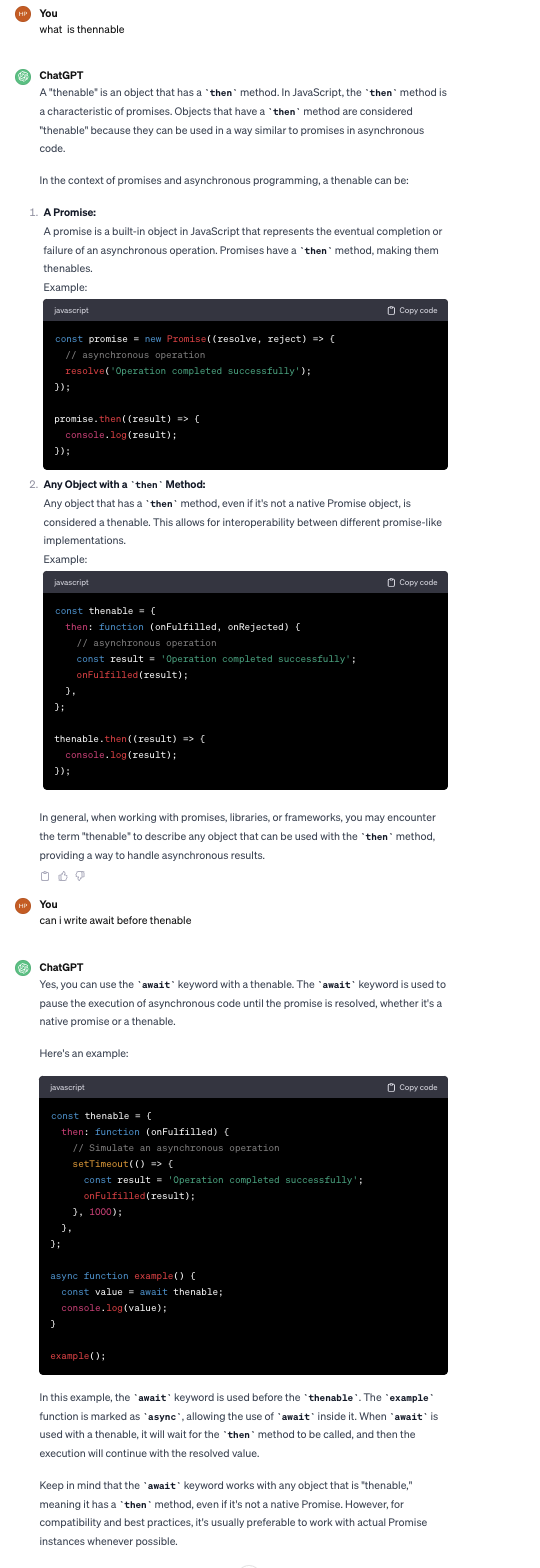 HP You
what is thennable
ChatGPT
A "thenable" is an object that has a `then` method. In JavaScript, the `then` method is
a characteristic of promises. Objects that have a `then` method are considered
"thenable" because they can be used in a way similar to promises in asynchronous
code.
In the context of promises and asynchronous programming, a thenable can be:
1. A Promise:
A promise is a built-in object in JavaScript that represents the eventual completion or
failure of an asynchronous operation. Promises have a `then` method, making them
thenables.
Example:
javascript Copy code
const promise = new Promise((resolve, reject) => {
  // asynchronous operation
  resolve('Operation completed successfully');
});
promise.then((result) => {
  console.log(result);
});
2. Any Object with a `then` Method:
Any object that has a `then` method, even if it's not a native Promise object, is
considered a thenable. This allows for interoperability between different promise-like
implementations.
Example:
javascript Copy code
const thenable = {
  then: function (onFulfilled, onRejected) {
    // asynchronous operation
    const result = 'Operation completed successfully';
    onFulfilled(result);
  },
};
thenable.then((result) => {
  console.log(result);
});
In general, when working with promises, libraries, or frameworks, you may encounter
the term "thenable" to describe any object that can be used with the `then` method,
providing a way to handle asynchronous results.
HP You
can i write await before thenable
ChatGPT
Yes, you can use the `await` keyword with a thenable. The `await` keyword is used to
pause the execution of asynchronous code until the promise is resolved, whether it's a
native promise or a thenable.
Here's an example:
javascript Copy code
const thenable = {
  then: function (onFulfilled) {
    // Simulate an asynchronous operation
    setTimeout(() => {
      const result = 'Operation completed successfully';
      onFulfilled(result);
    }, 1000);
  },
};
async function example() {
  const value = await thenable;
  console.log(value);
}
example();
In this example, the `await` keyword is used before the `thenable`. The `example`
function is marked as `async`, allowing the use of `await` inside it. When `await` is
used with a thenable, it will wait for the `then` method to be called, and then the
execution will continue with the resolved value.
Keep in mind that the `await` keyword works with any object that is "thenable,"
meaning it has a `then` method, even if it's not a native Promise. However, for
compatibility and best practices, it's usually preferable to work with actual Promise
instances whenever possible.